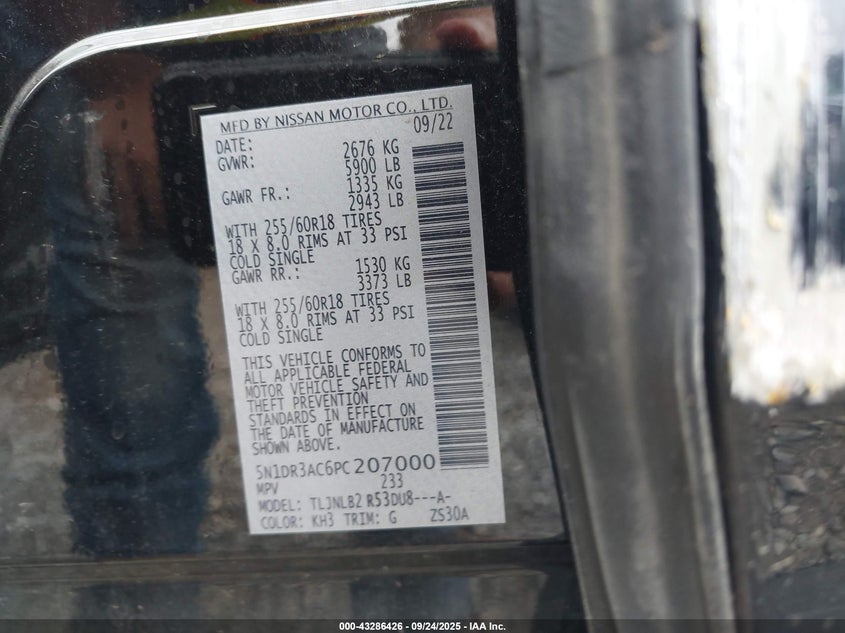 MFD BY NISSAN MOTOR CO., LTD.
DATE: 09/22
GVWR: 2676 KG
5900 LB
GAWR FR.: 1335 KG
2943 LB
WITH 255/60R18 TIRES
18 X 8.0 RIMS AT 33 PSI
COLD SINGLE
GAWR RR.: 1530 KG
3373 LB
WITH 255/60R18 TIRES
18 X 8.0 RIMS AT 33 PSI
COLD SINGLE
THIS VEHICLE CONFORMS TO
ALL APPLICABLE FEDERAL
MOTOR VEHICLE SAFETY AND
THEFT PREVENTION
STANDARDS IN EFFECT ON
THE DATE OF MANUFACTURE
SHOWN ABOVE.
5N1DR3AC6PC207000
MPV 233
MODEL: TLJNLB2 R53DU8---A-
COLOR: KH3 TRIM: G ZS30A
000-43286426 - 09/24/2025 - IAA Inc.